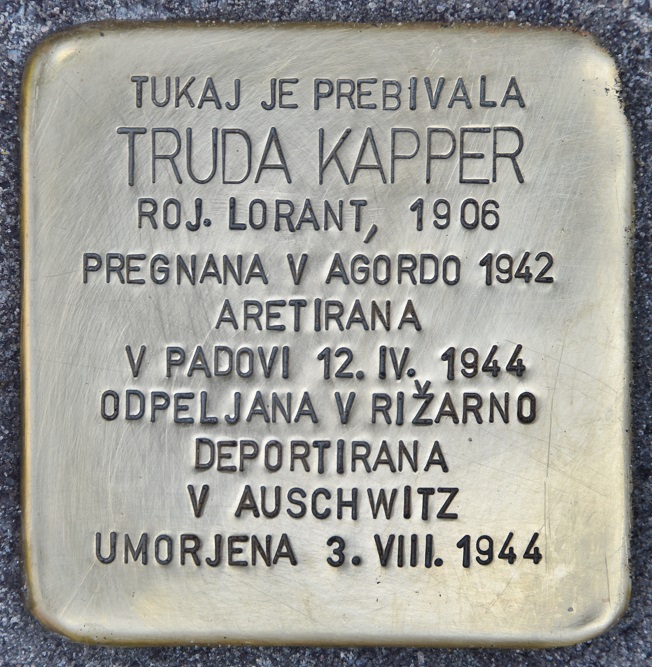 TUKAJ JE PREBIVALA
TRUDA KAPPER
ROJ. LORANT, 1906
PREGNANA V AGORDO 1942
ARETIRANA
V PADOVI 12. IV. 1944
ODPELJANA V RIŽARNO
DEPORTIRANA
V AUSCHWITZ
UMORJENA 3. VIII. 1944